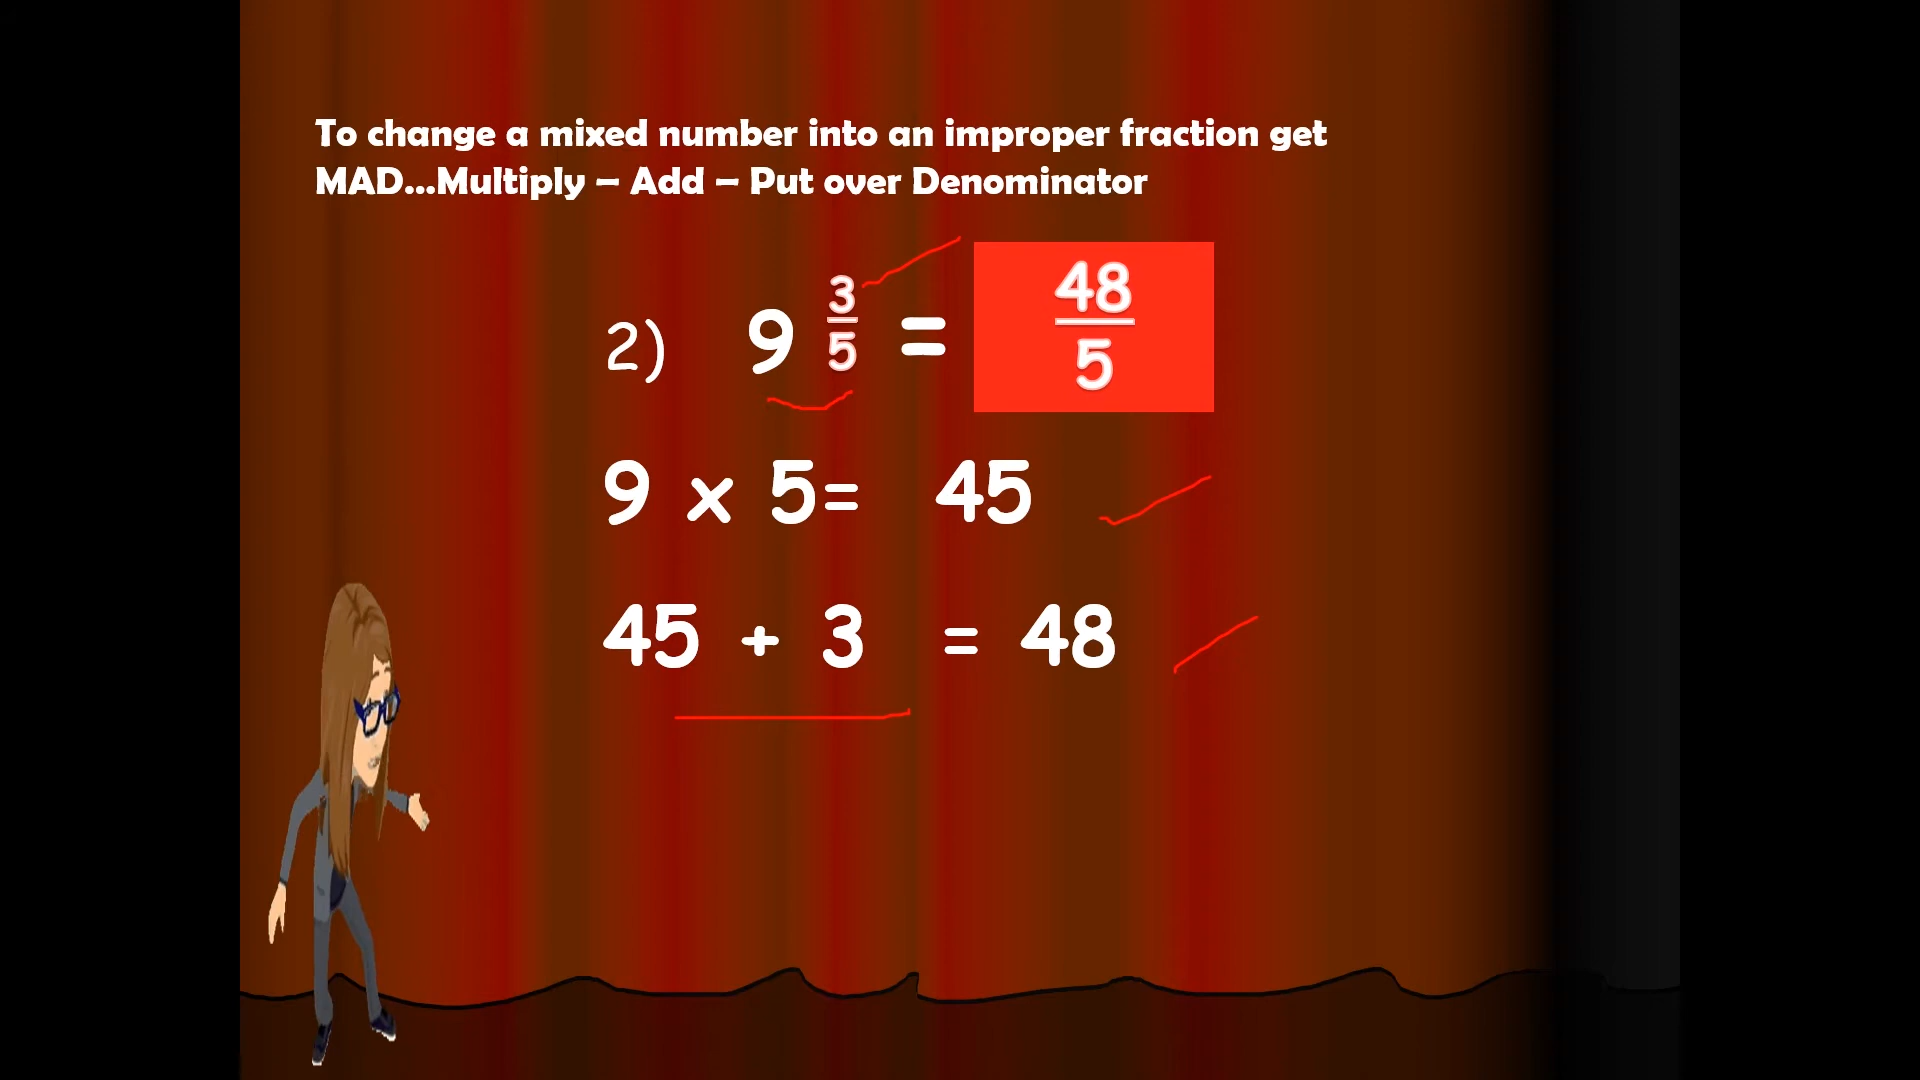 To change a mixed number into an improper fraction get
MAD...Multiply – Add – Put over Denominator
2) 9 3/5 = 48/5
9 x 5= 45
45 + 3 = 48